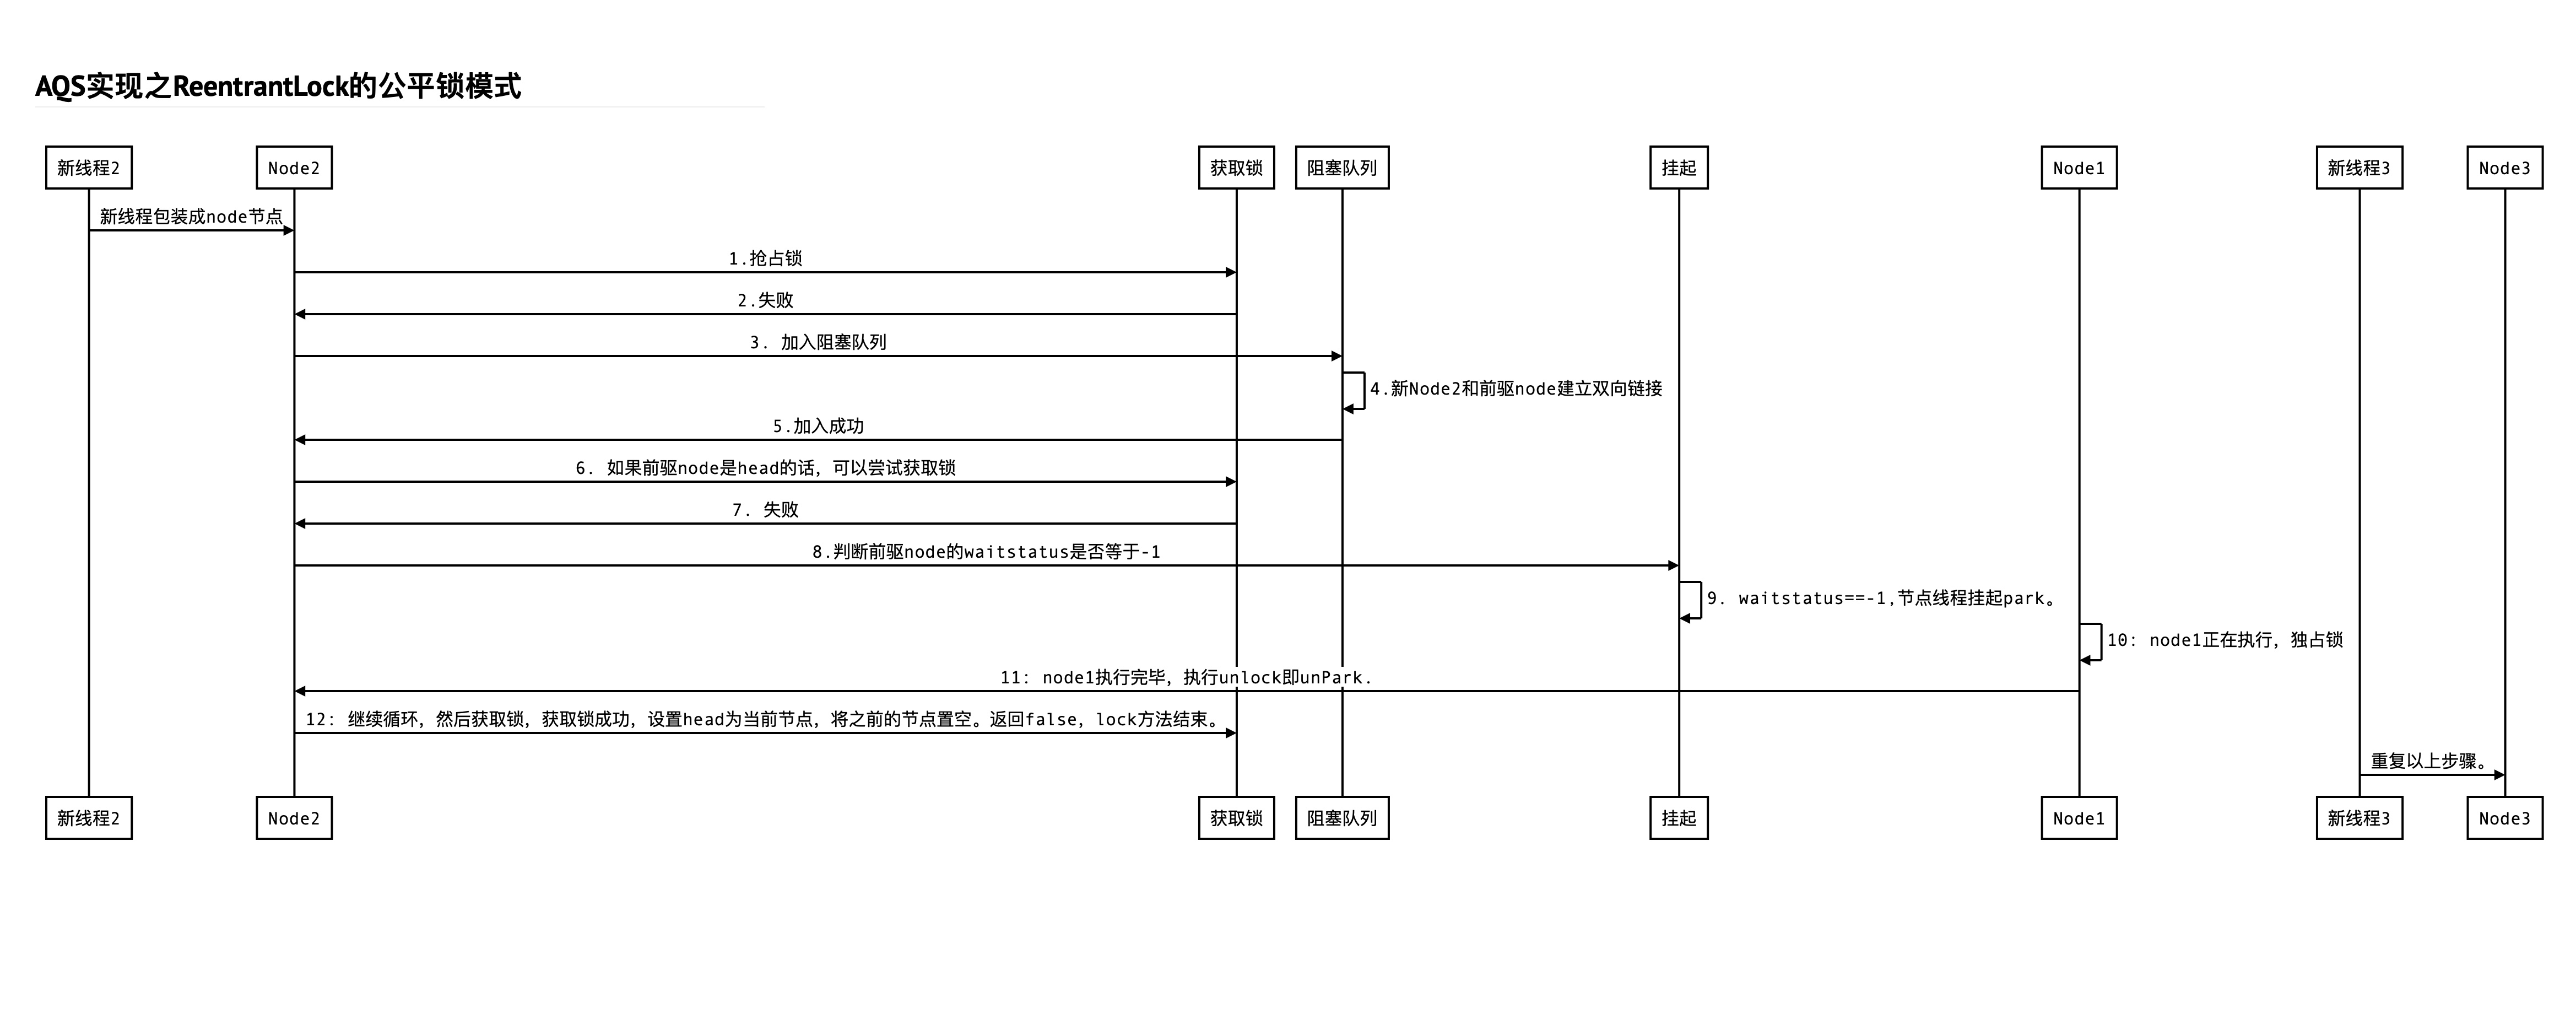 AQS实现之ReentrantLock的公平锁模式
新线程2
Node2
获取锁
阻塞队列
挂起
Node1
新线程3
Node3
新线程包装成node节点
1.抢占锁
2.失败
3. 加入阻塞队列
4.新Node2和前驱node建立双向链接
5.加入成功
6. 如果前驱node是head的话，可以尝试获取锁
7. 失败
8.判断前驱node的waitstatus是否等于-1
9. waitstatus==-1,节点线程挂起park。
10: node1正在执行，独占锁
11: node1执行完毕，执行unlock即unPark.
12: 继续循环，然后获取锁，获取锁成功，设置head为当前节点，将之前的节点置空。返回false，lock方法结束。
重复以上步骤。
新线程2
Node2
获取锁
阻塞队列
挂起
Node1
新线程3
Node3